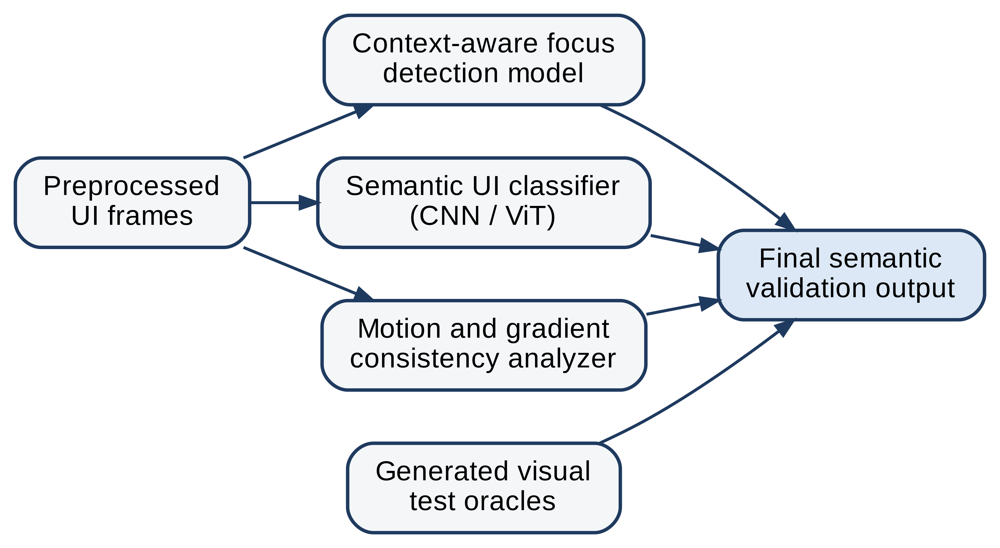 Context-aware focus
detection model
Preprocessed
UI frames
Semantic UI classifier
(CNN / ViT)
Final semantic
validation output
Motion and gradient
consistency analyzer
Generated visual
test oracles